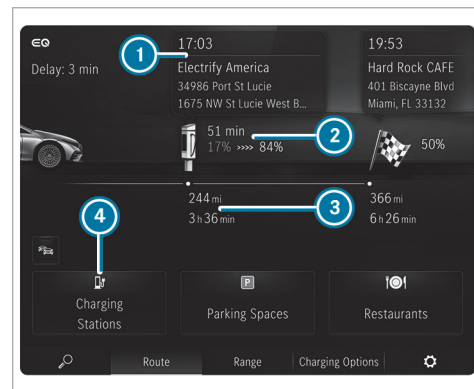 EQ
Delay: 3 min
1
17:03
Electrify America
34986 Port St Lucie
1675 NW St Lucie West B...
19:53
Hard Rock CAFE
401 Biscayne Blvd
Miami, FL 33132
51 min
17% »»» 84%
2
50%
244 mi
3 h 36 min
3
366 mi
6 h 26 min
4
Charging
Stations
P
Parking Spaces
Restaurants
Route
Range
Charging Options